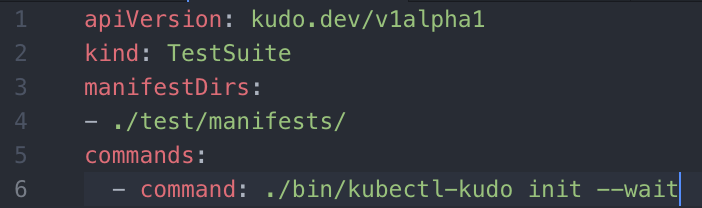 1 apiVersion: kudo.dev/v1alpha1
2 kind: TestSuite
3 manifestDirs:
4 - ./test/manifests/
5 commands:
6   - command: ./bin/kubectl-kudo init --wait